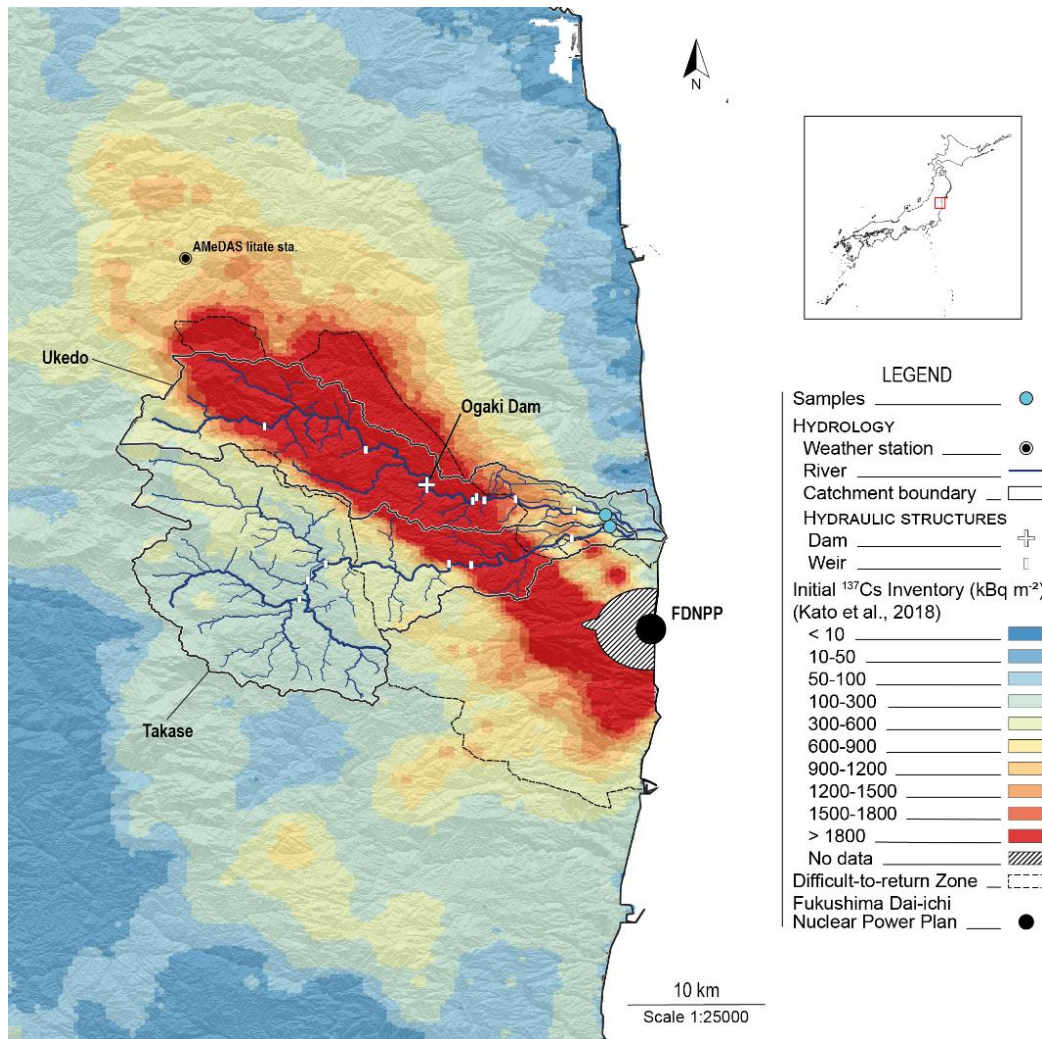 N
AMeDAS Iitate sta.
Ukedo
Ogaki Dam
FDNPP
Takase
10 km
Scale 1:25000
LEGEND
Samples
HYDROLOGY
Weather station
River
Catchment boundary
HYDRAULIC STRUCTURES
Dam
Weir
Initial ¹³⁷Cs Inventory (kBq m⁻²)
(Kato et al., 2018)
< 10
10-50
50-100
100-300
300-600
600-900
900-1200
1200-1500
1500-1800
> 1800
No data
Difficult-to-return Zone
Fukushima Dai-ichi
Nuclear Power Plan